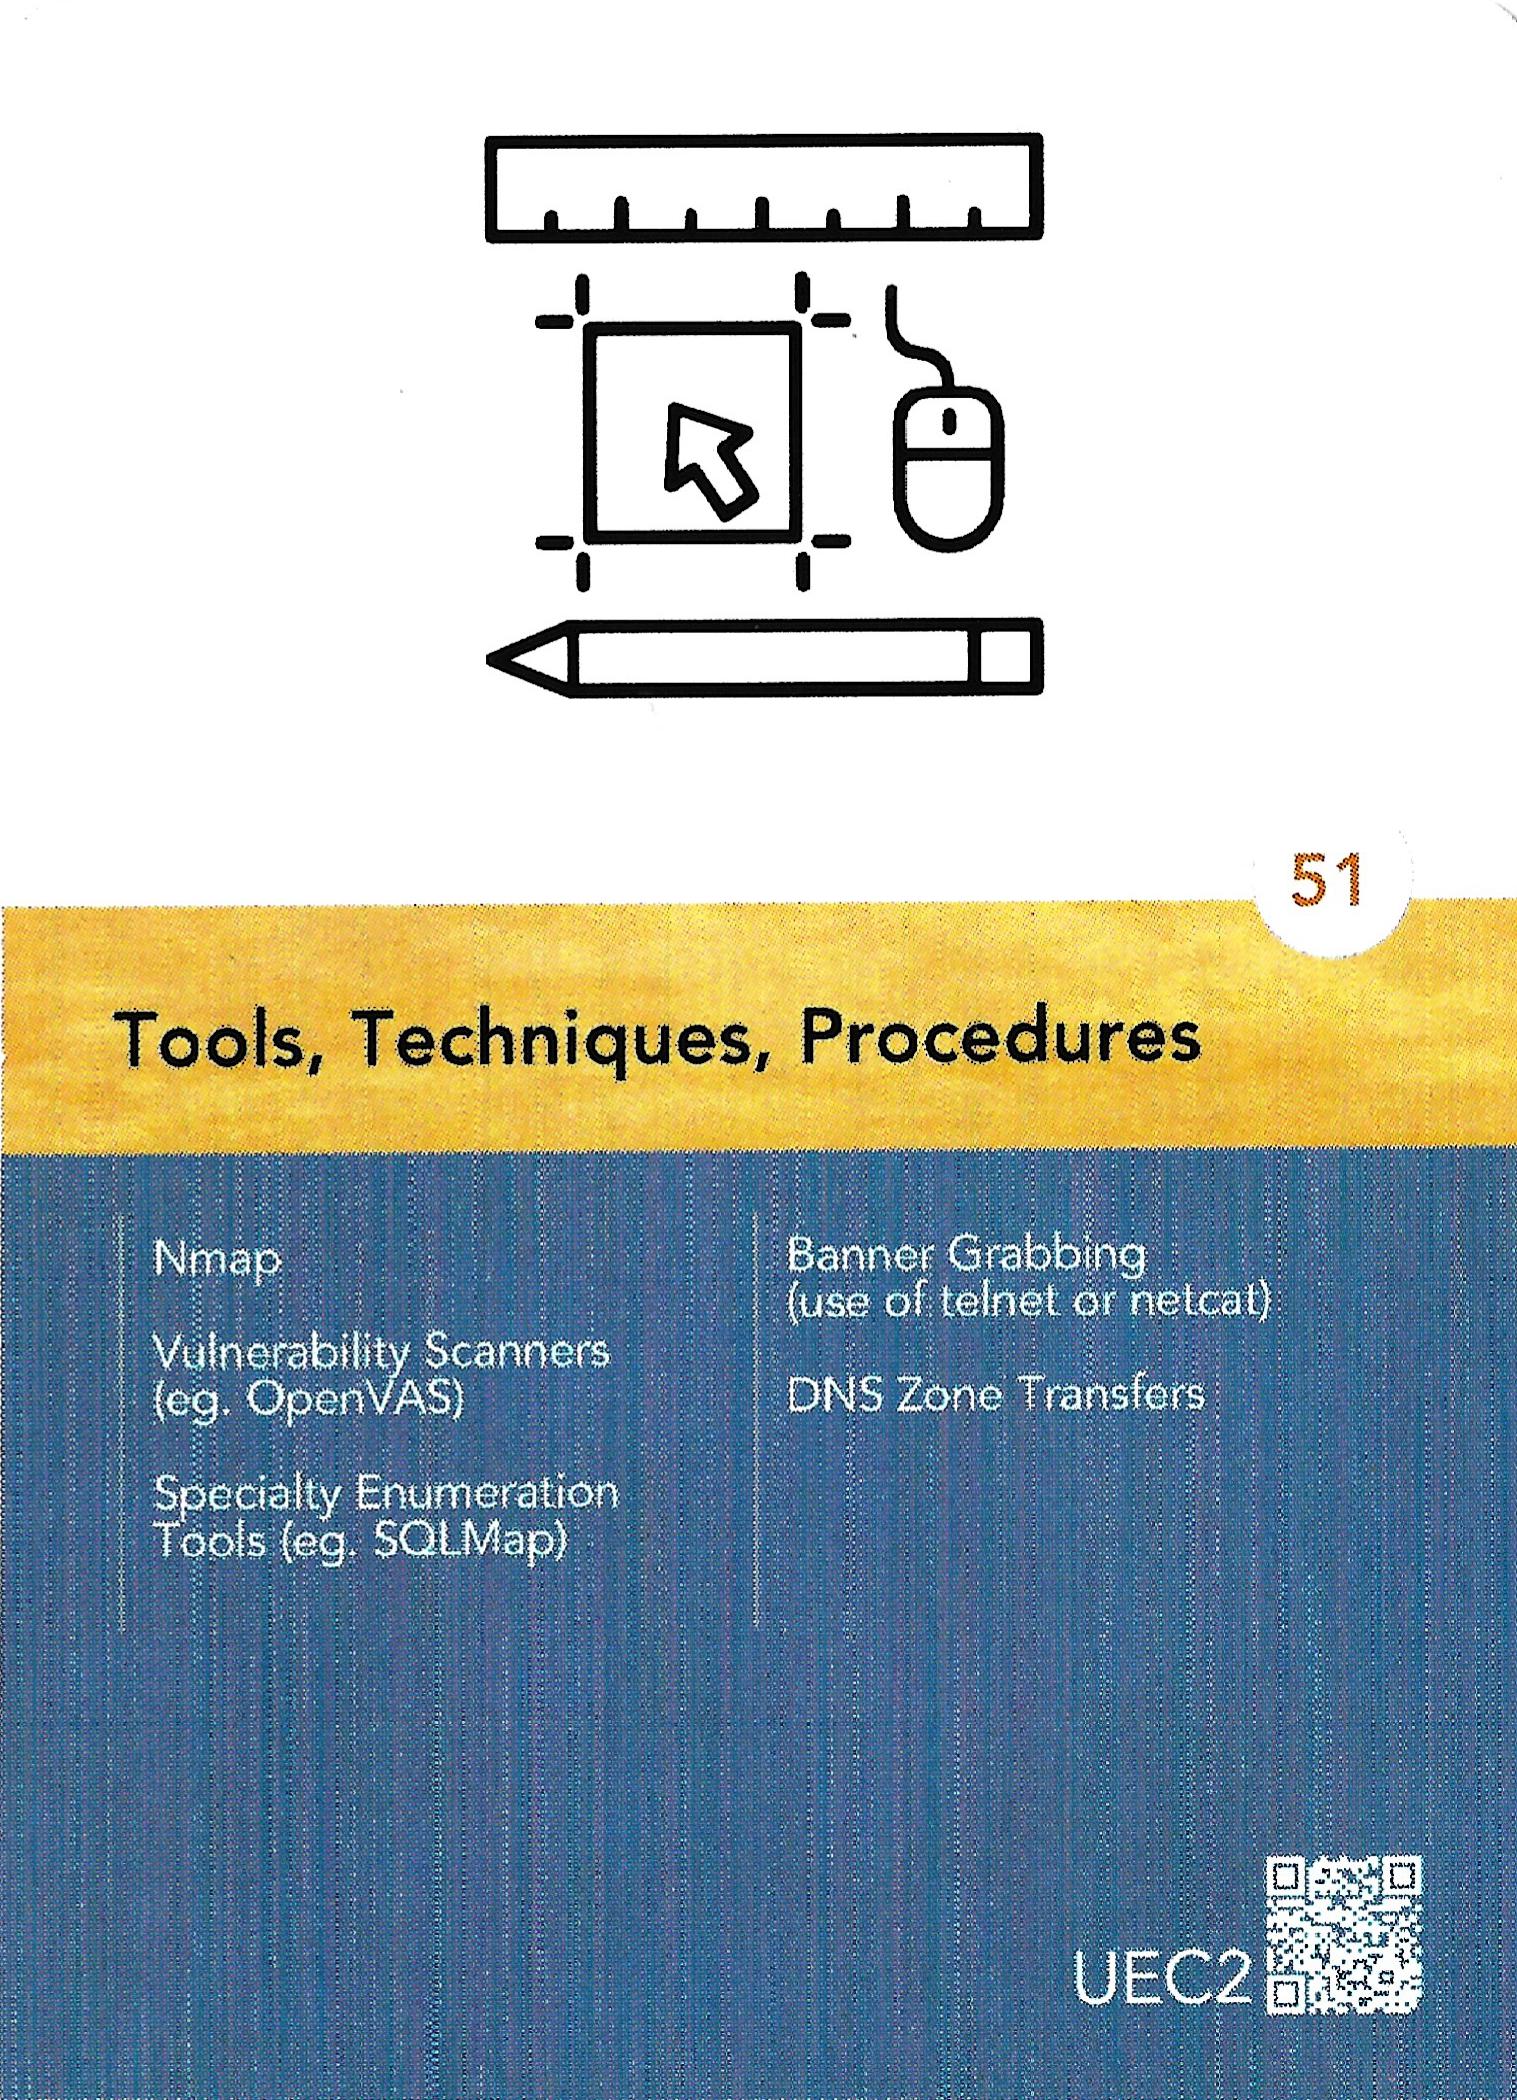 51
Tools, Techniques, Procedures
Nmap
Vulnerability Scanners
(eg. OpenVAS)
Specialty Enumeration
Tools (eg. SQLMap)
Banner Grabbing
(use of telnet or netcat)
DNS Zone Transfers
UEC2